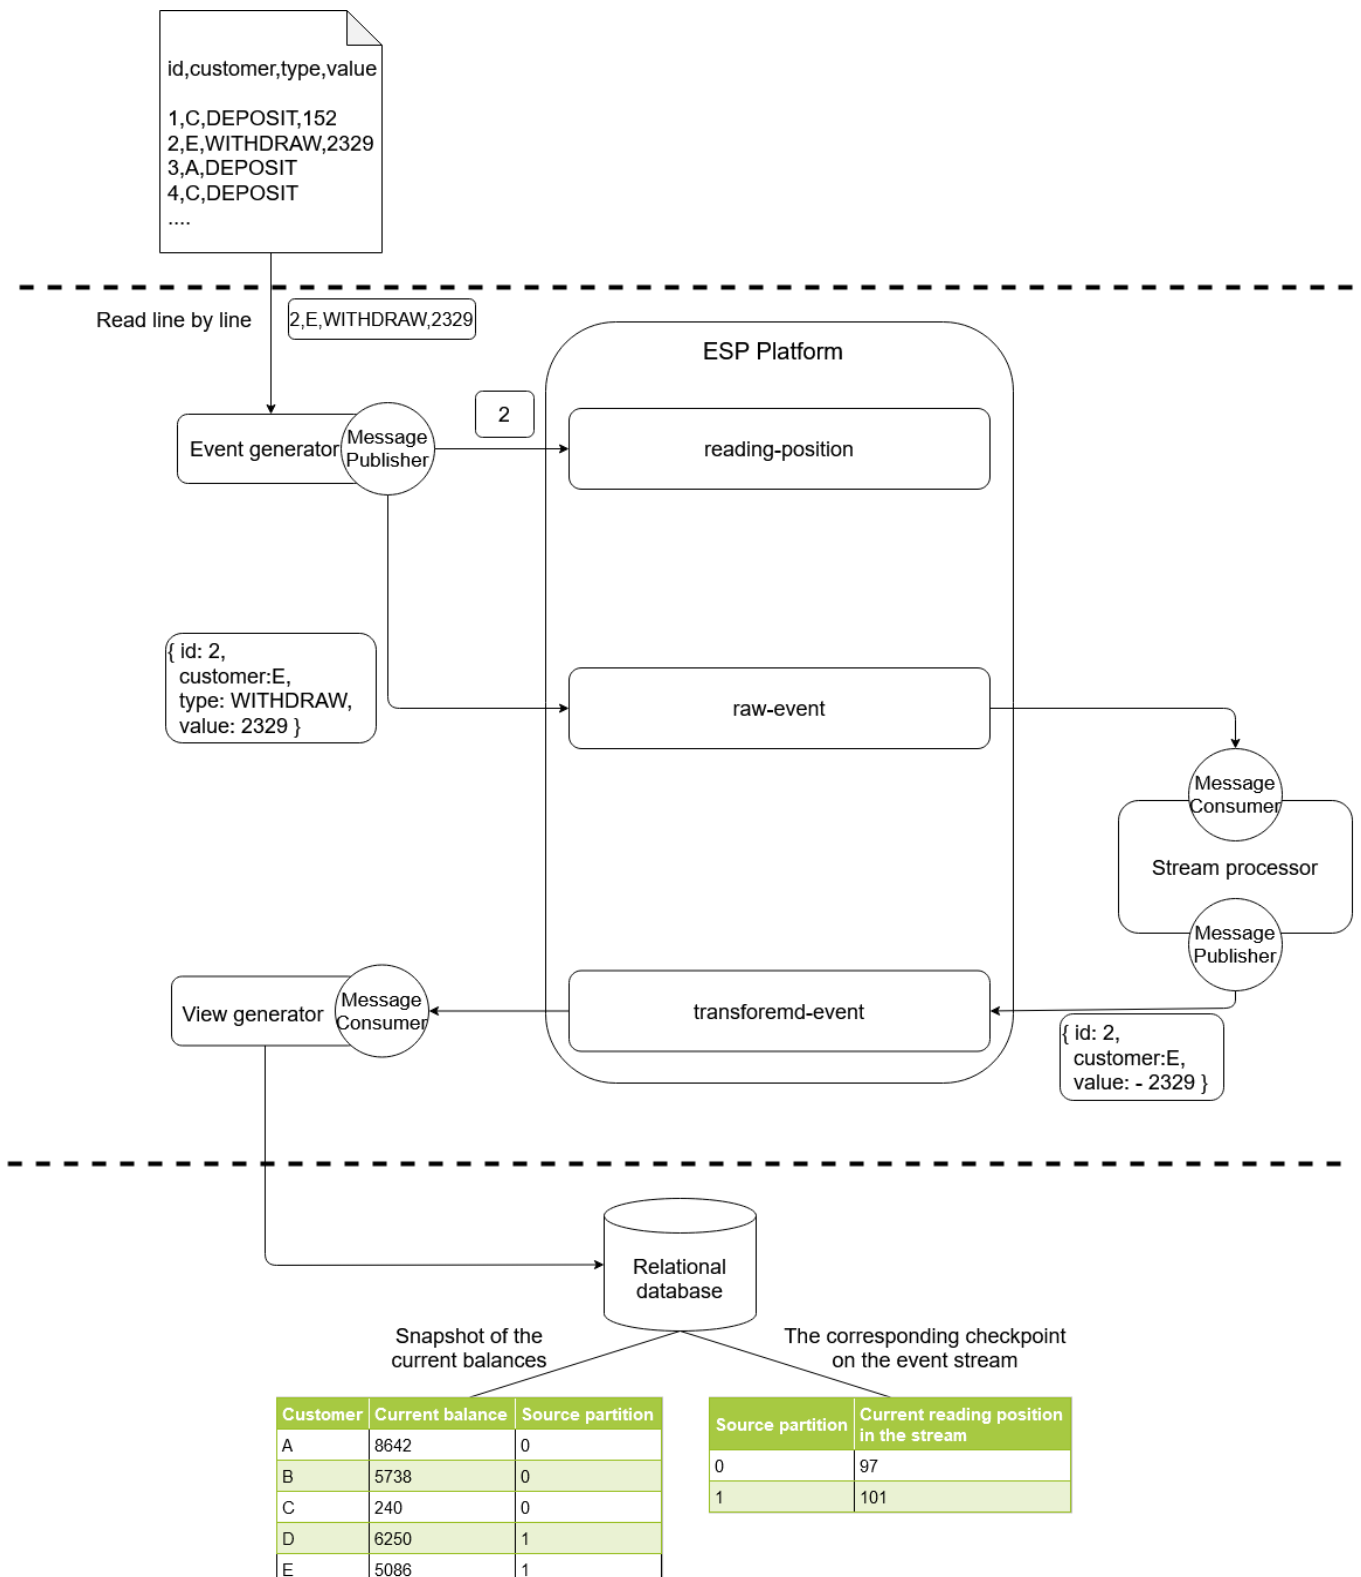 id,customer,type,value
1,C,DEPOSIT,152
2,E,WITHDRAW,2329
3,A,DEPOSIT
4,C,DEPOSIT
....
Read line by line
2,E,WITHDRAW,2329
ESP Platform
2
Event generator
Message
Publisher
reading-position
{ id: 2,
customer:E,
type: WITHDRAW,
value: 2329 }
raw-event
Message
Consumer
Stream processor
Message
Publisher
View generator
Message
Consumer
transforemd-event
{ id: 2,
customer:E,
value: - 2329 }
Relational
database
Snapshot of the
current balances
The corresponding checkpoint
on the event stream
Customer Current balance Source partition
A 8642 0
B 5738 0
C 240 0
D 6250 1
E 5086 1
Source partition Current reading position
in the stream
0 97
1 101